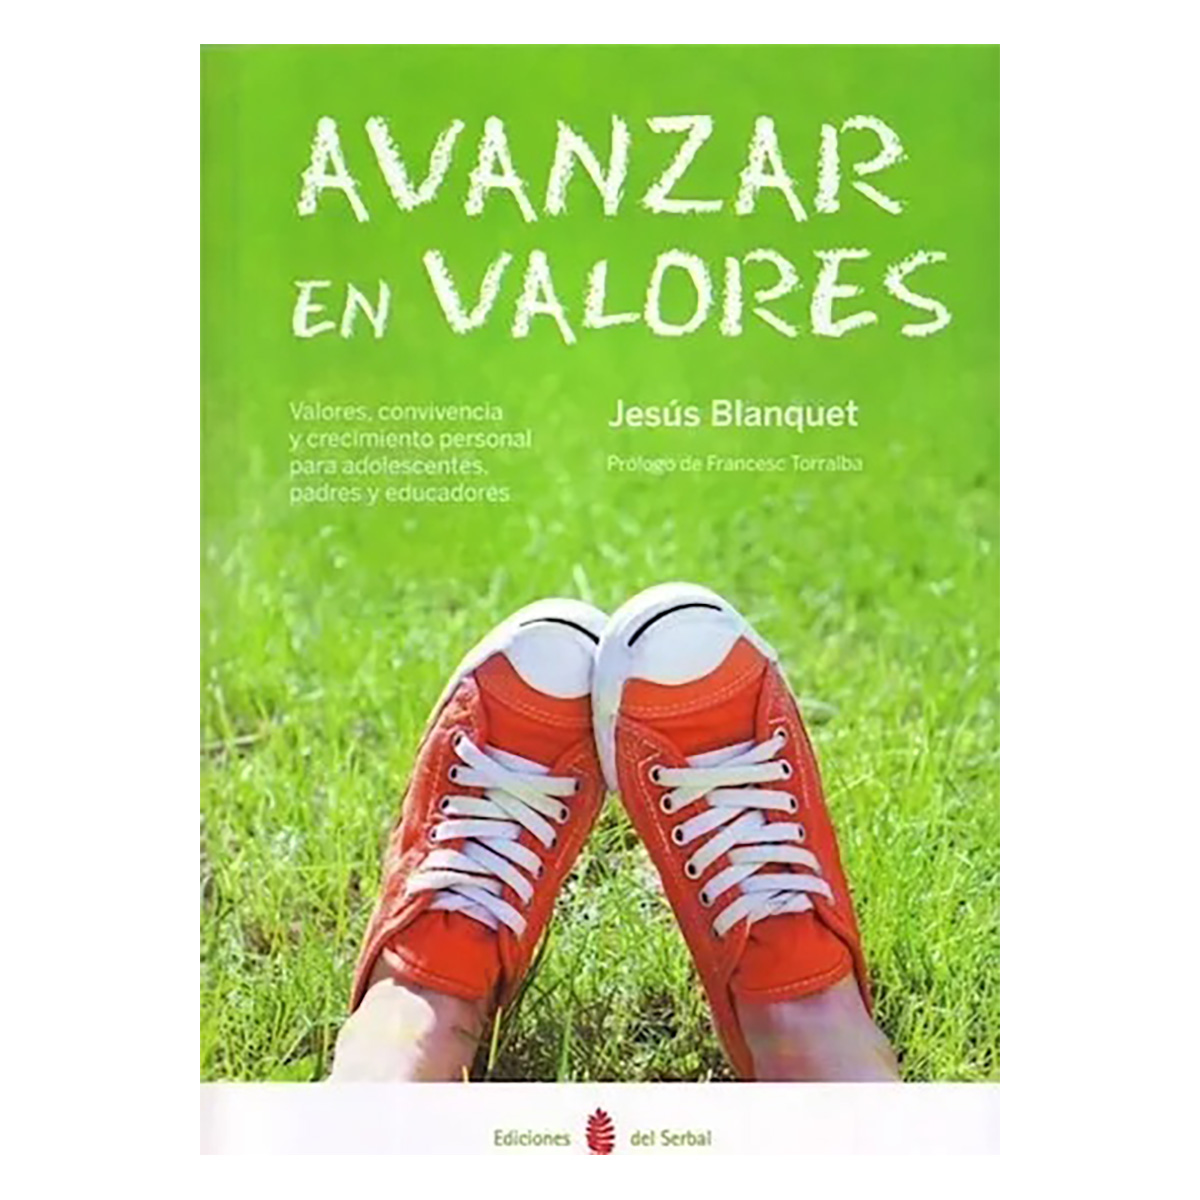 AVANZAR
EN VALORES
Valores, convivencia
y crecimiento personal
para adolescentes,
padres y educadores
Jesús Blanquet
Prólogo de Francesc Torralba
Ediciones del Serbal